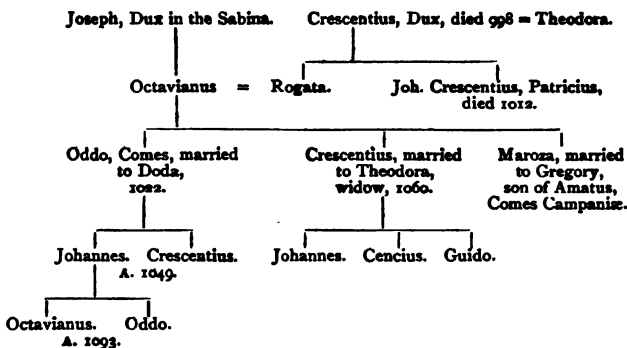 Joseph, Dux in the Sabina. Crescentius, Dux, died 998 = Theodora.
Octavianus = Rogata. Joh. Crescentius, Patricius,
died 1012.
Oddo, Comes, married
to Doda,
1022.
Crescentius, married
to Theodora,
widow, 1060.
Maroza, married
to Gregory,
son of Amatus,
Comes Campaniæ.
Johannes. Crescentius.
A. 1049.
Johannes. Cencius. Guido.
Octavianus. Oddo.
A. 1093.